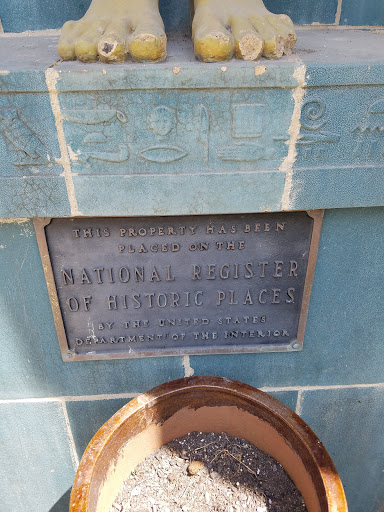 THIS PROPERTY HAS BEEN
PLACED ON THE
NATIONAL REGISTER
OF HISTORIC PLACES
BY THE UNITED STATES
DEPARTMENT OF THE INTERIOR